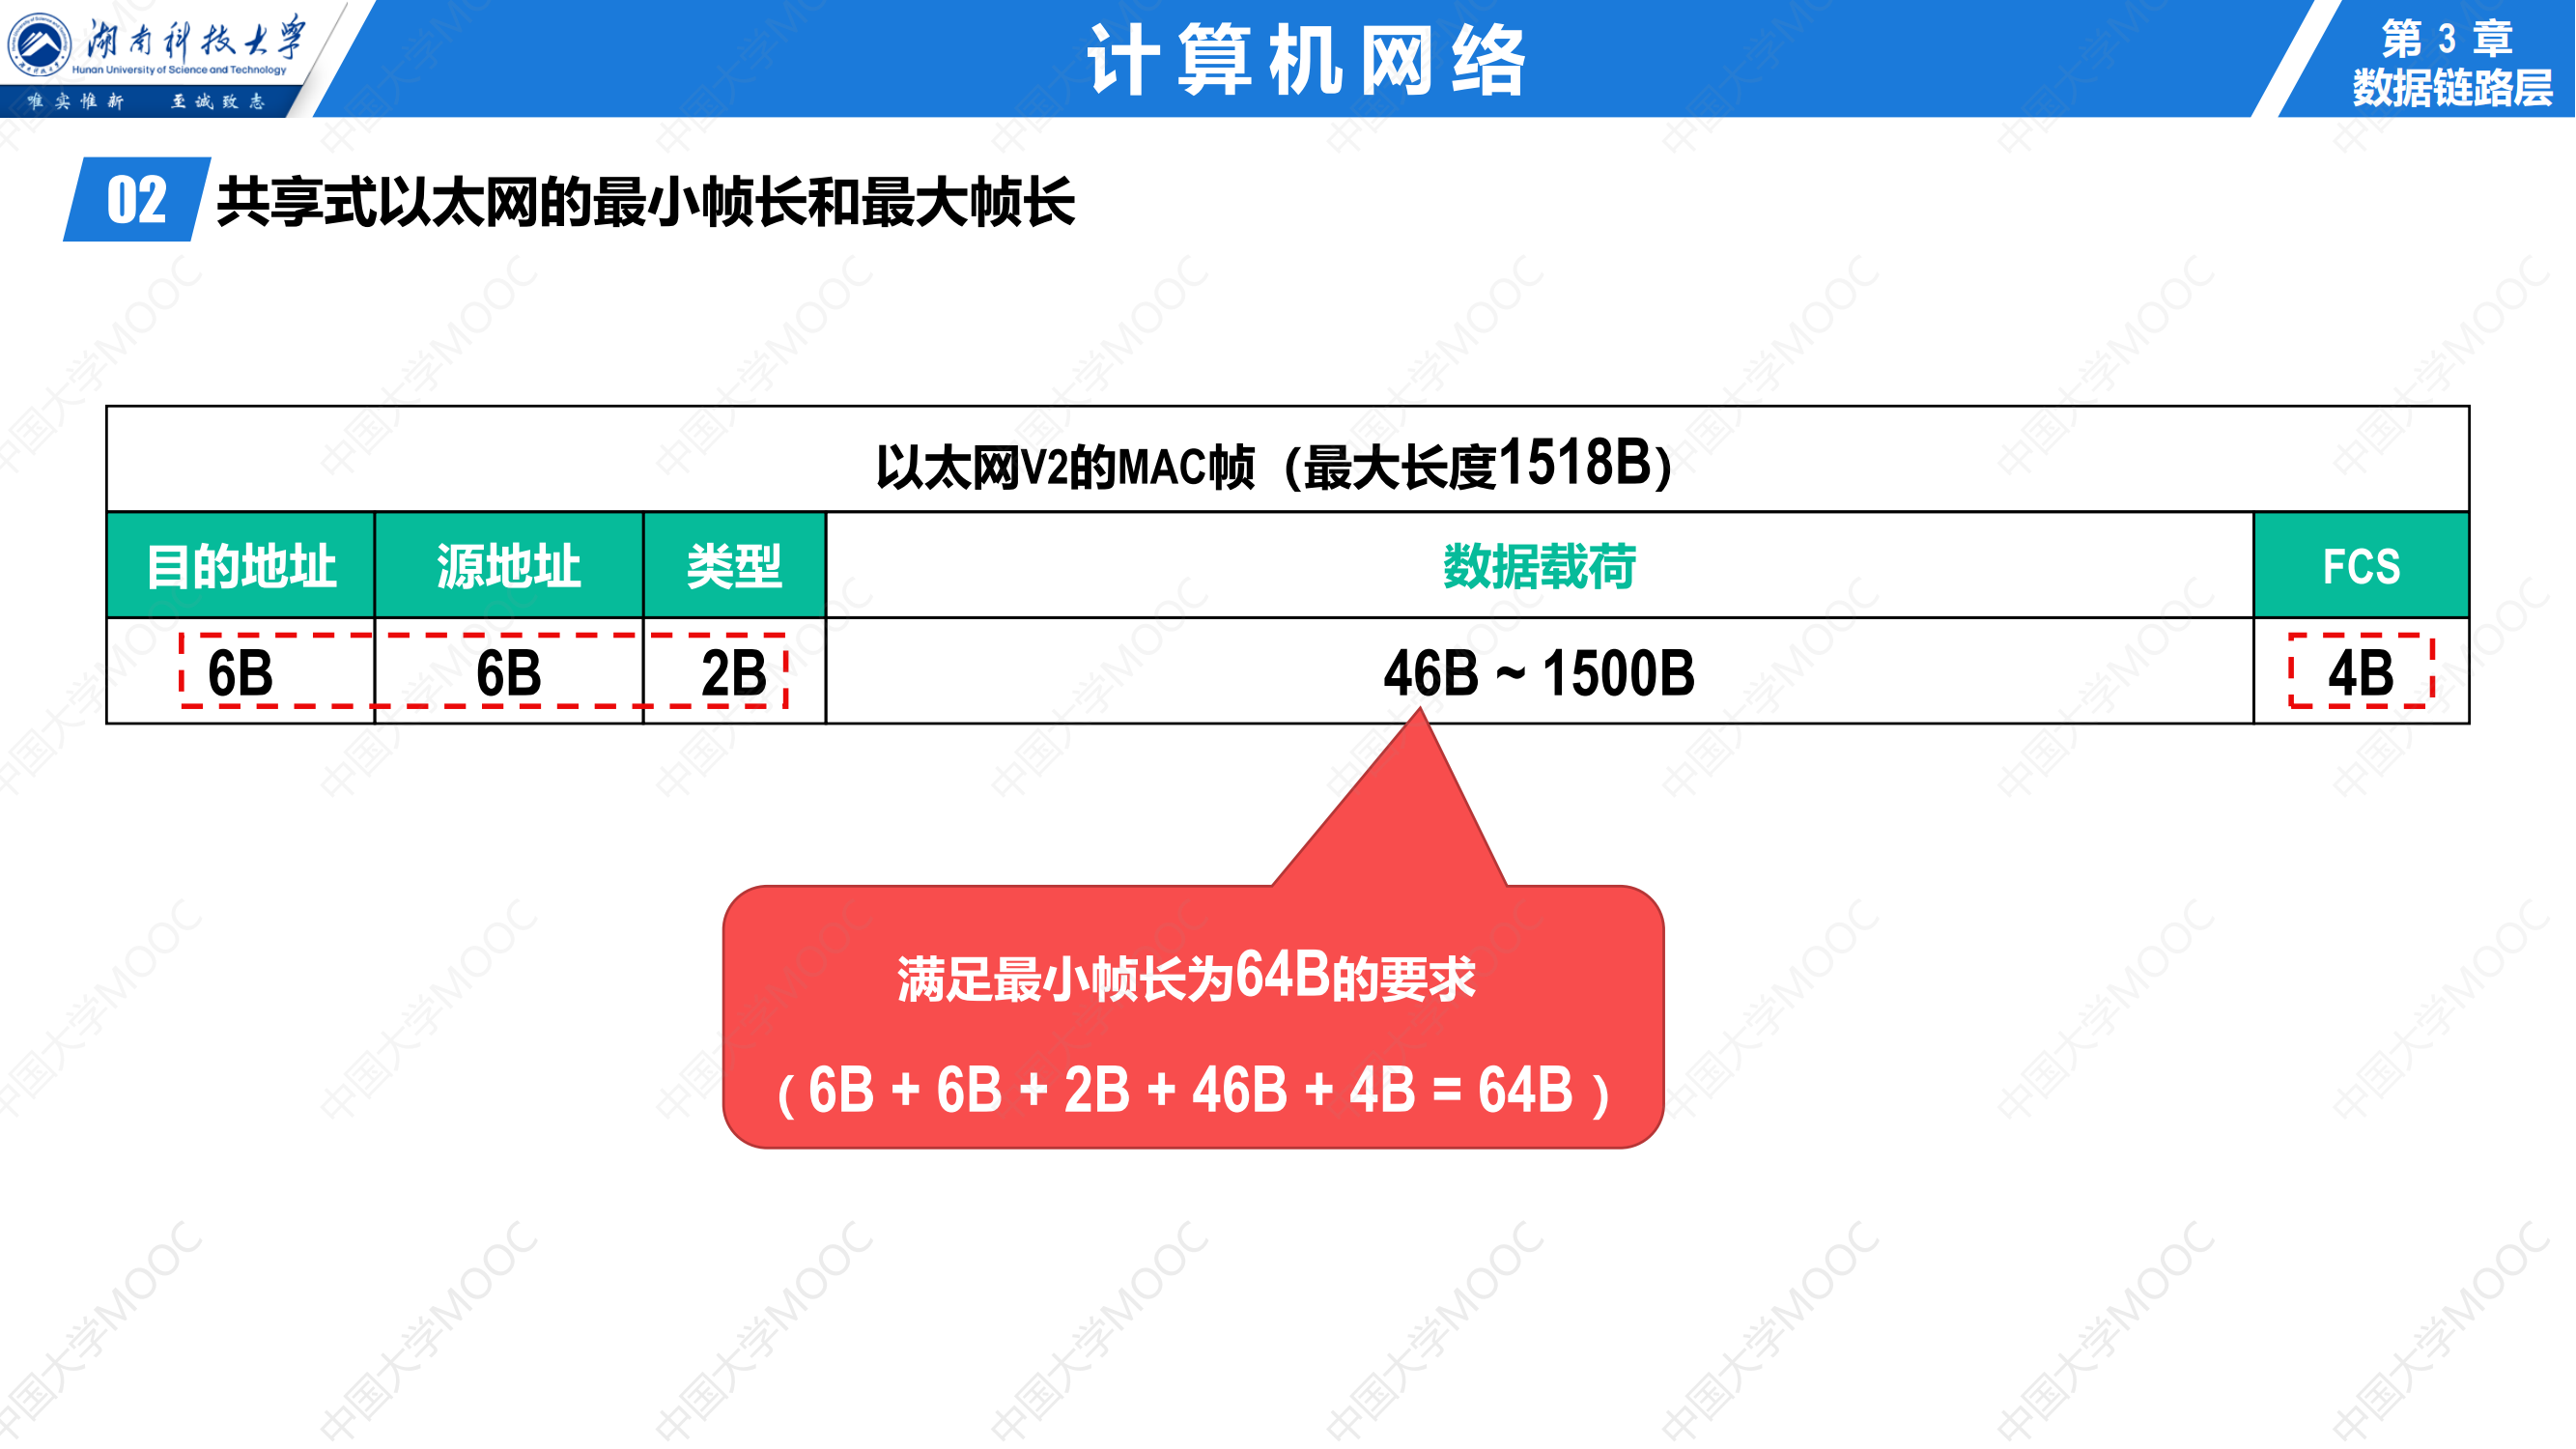 湖南科技大学
Hunan University of Science and Technology
唯实惟新 至诚致志
计算机网络
第 3 章
数据链路层
02 共享式以太网的最小帧长和最大帧长
以太网V2的MAC帧（最大长度1518B）
目的地址 源地址 类型 数据载荷 FCS
6B 6B 2B 46B ~ 1500B 4B
满足最小帧长为64B的要求
（6B + 6B + 2B + 46B + 4B = 64B）
中国大学MOOC